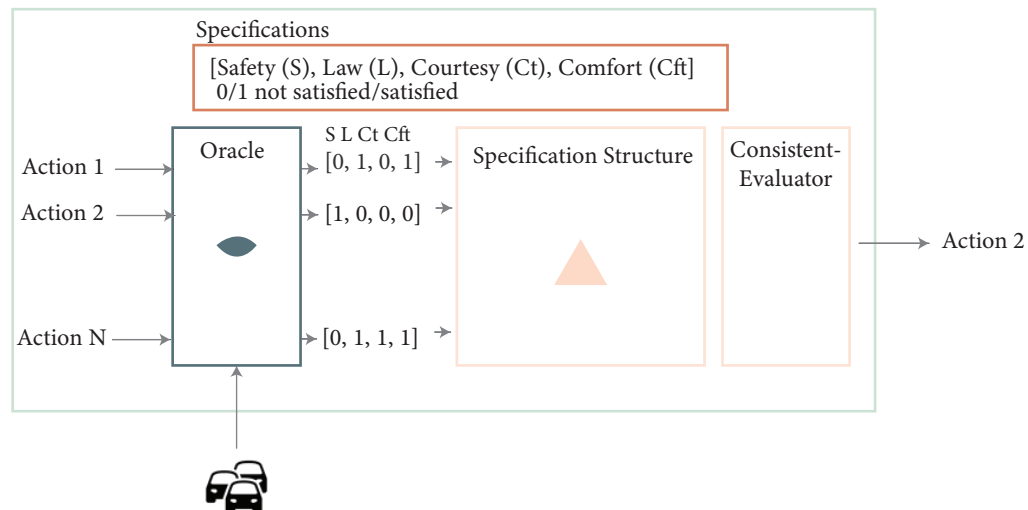 Specifications
[Safety (S), Law (L), Courtesy (Ct), Comfort (Cft]
0/1 not satisfied/satisfied
S L Ct Cft
Oracle
Specification Structure
Consistent-
Evaluator
Action 1
[0, 1, 0, 1]
Action 2
[1, 0, 0, 0]
Action 2
Action N
[0, 1, 1, 1]